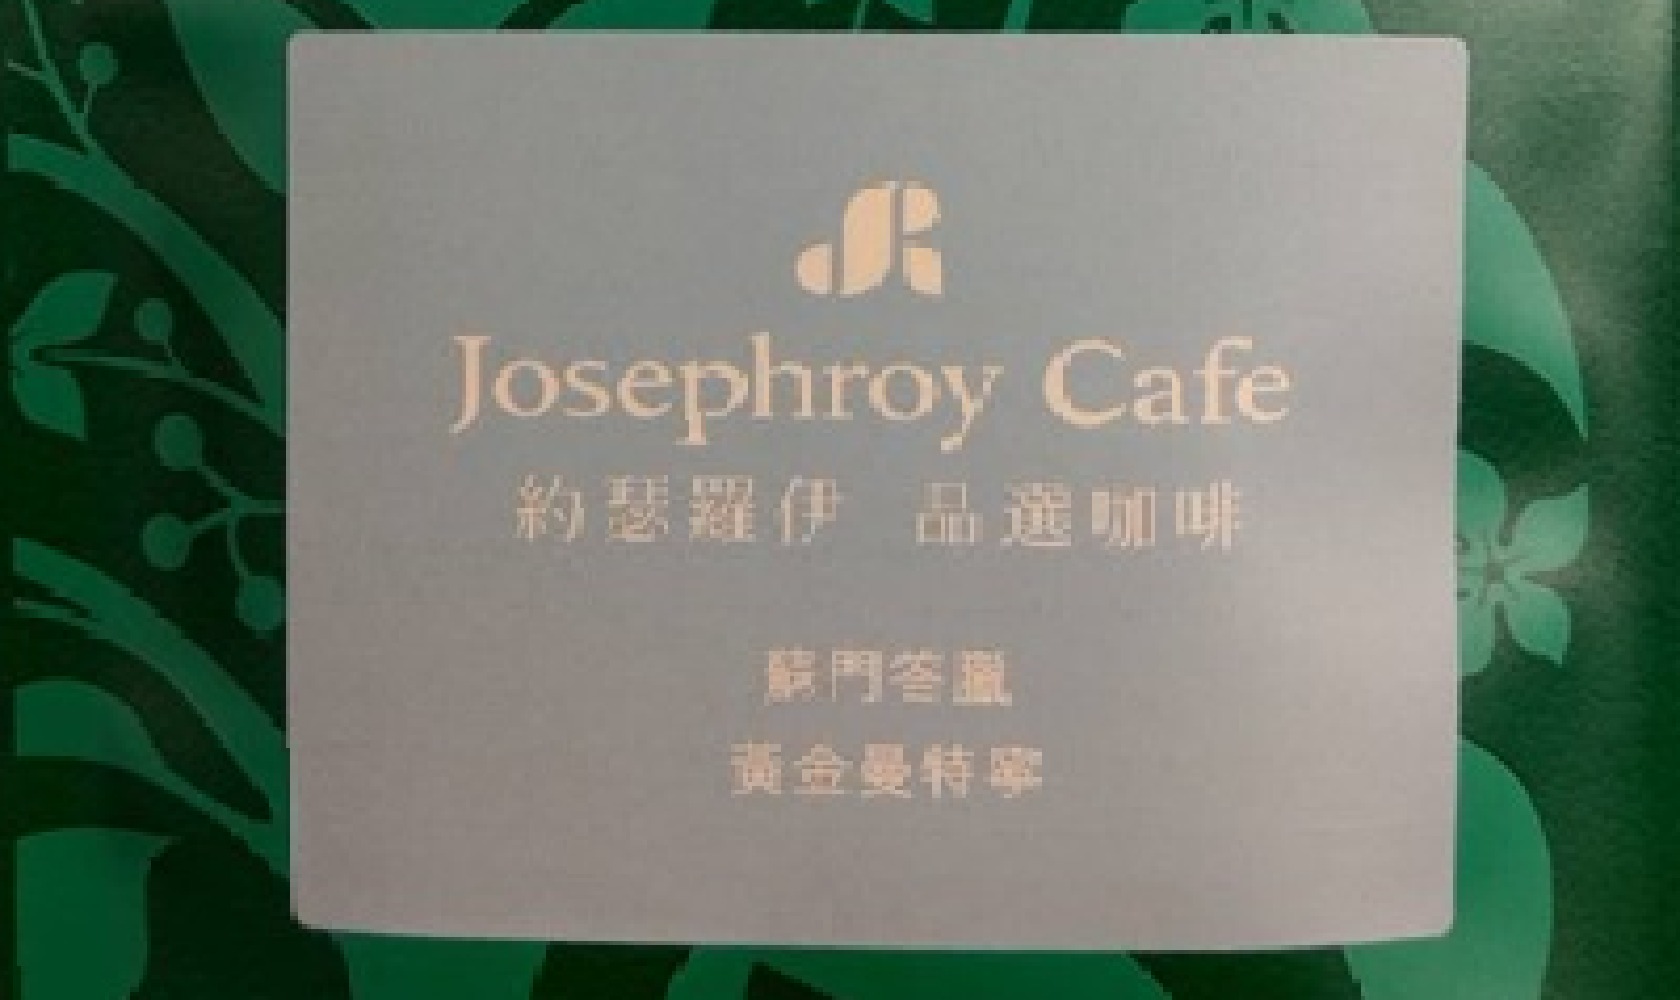 Josephroy Cafe
約瑟羅伊 品選咖啡
蘇門答臘
黃金曼特寧